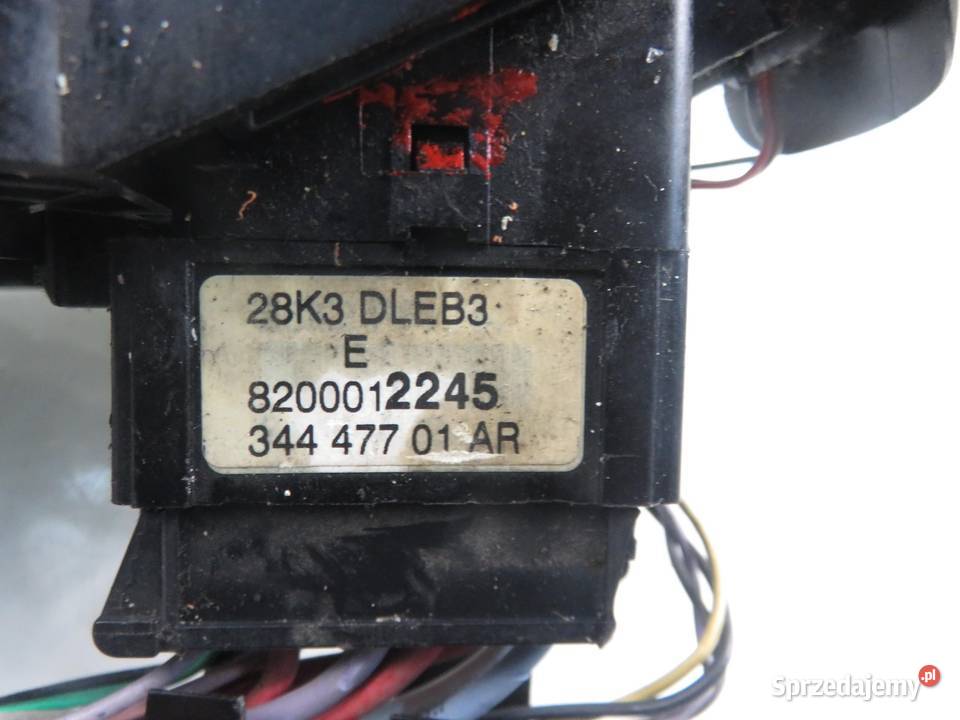 28K3 DLEB3
E
8200012245
344 477 01 AR
Sprzedajemy.pl